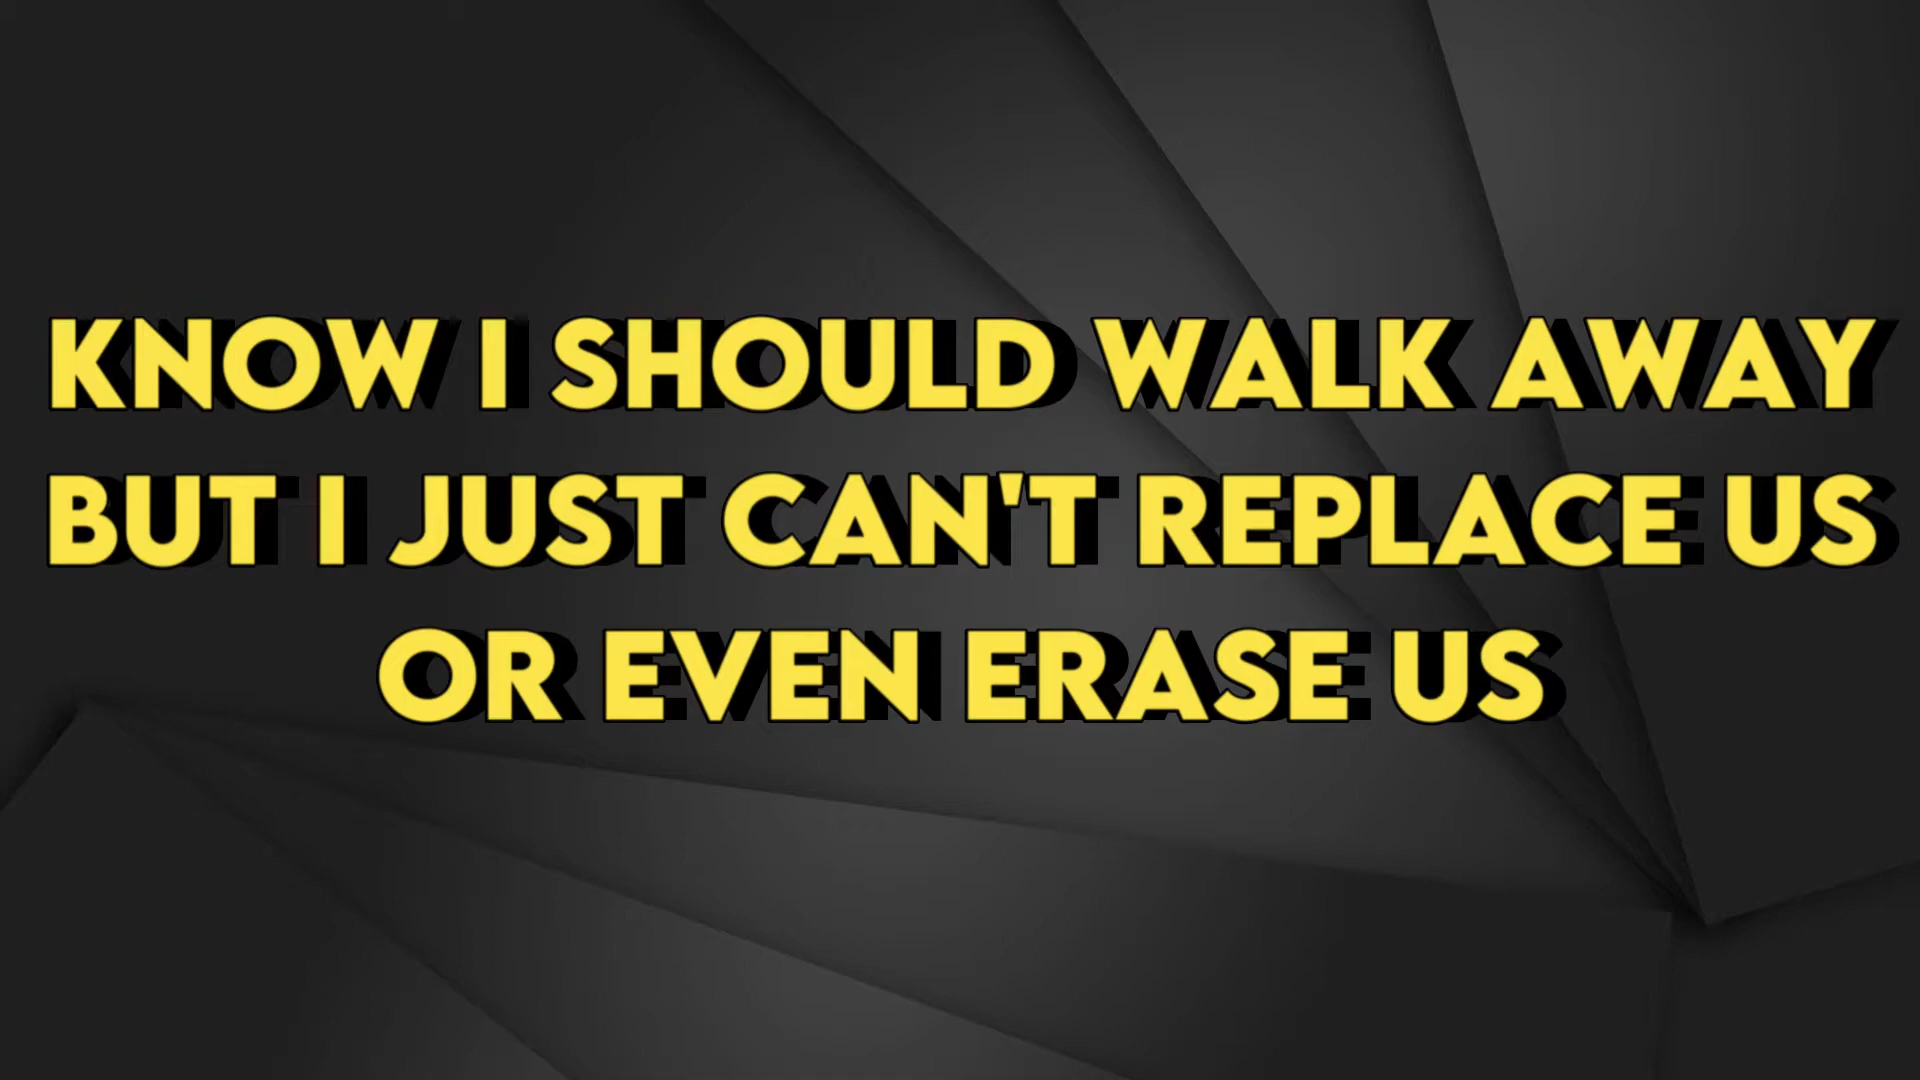 KNOW I SHOULD WALK AWAY
BUT I JUST CAN'T REPLACE US
OR EVEN ERASE US